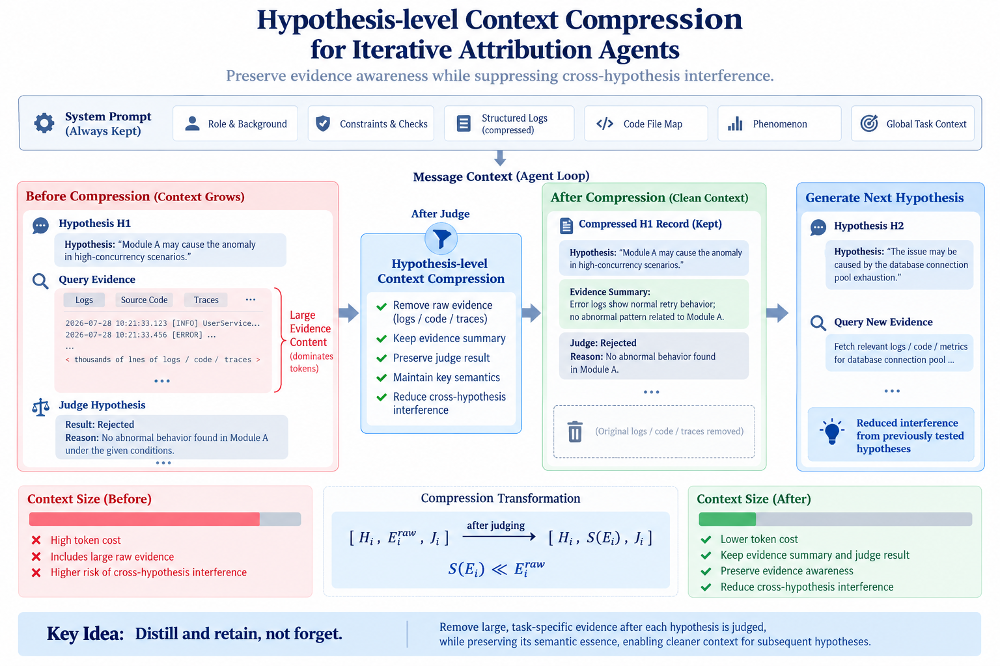 Hypothesis-level Context Compression
for Iterative Attribution Agents
Preserve evidence awareness while suppressing cross-hypothesis interference.
System Prompt
(Always Kept)
Role & Background
Constraints & Checks
Structured Logs
(compressed)
Code File Map
Phenomenon
Global Task Context
Message Context (Agent Loop)
Before Compression (Context Grows)
Hypothesis H1
Hypothesis: “Module A may cause the anomaly
in high-concurrency scenarios.”
Query Evidence
Logs
Source Code
Traces
...
2026-07-28 10:21:33.123 [INFO] UserService...
2026-07-28 10:21:33.456 [ERROR] ...
...
< thousands of lnes of logs / code / traces >
...
Large
Evidence
Content
(dominates
tokens)
Judge Hypothesis
Result: Rejected
Reason: No abnormal behavior found in Module A
under the given conditions.
...
After Judge
Hypothesis-level
Context Compression
Remove raw evidence
(logs / code / traces)
Keep evidence summary
Preserve judge result
Maintain key semantics
Reduce cross-hypothesis
interference
After Compression (Clean Context)
Compressed H1 Record (Kept)
Hypothesis: “Module A may cause the anomaly
in high-concurrency scenarios.”
Evidence Summary:
Error logs show normal retry behavior;
no abnormal pattern related to Module A.
Judge: Rejected
Reason: No abnormal behavior found
in Module A.
...
(Original logs / code / traces removed)
Generate Next Hypothesis
Hypothesis H2
Hypothesis: “The issue may be
caused by the database connection
pool exhaustion.”
Query New Evidence
Fetch relevant logs / code / metrics
for database connection pool ...
...
Reduced interference
from previously tested
hypotheses
Context Size (Before)
High token cost
Includes large raw evidence
Higher risk of cross-hypothesis interference
Compression Transformation
[ H_i , E_i^raw , J_i ] after judging → [ H_i , S(E_i) , J_i ]
S(E_i) ≪ E_i^raw
Context Size (After)
Lower token cost
Keep evidence summary and judge result
Preserve evidence awareness
Reduce cross-hypothesis interference
Key Idea: Distill and retain, not forget.
Remove large, task-specific evidence after each hypothesis is judged,
while preserving its semantic essence, enabling cleaner context for subsequent hypotheses.